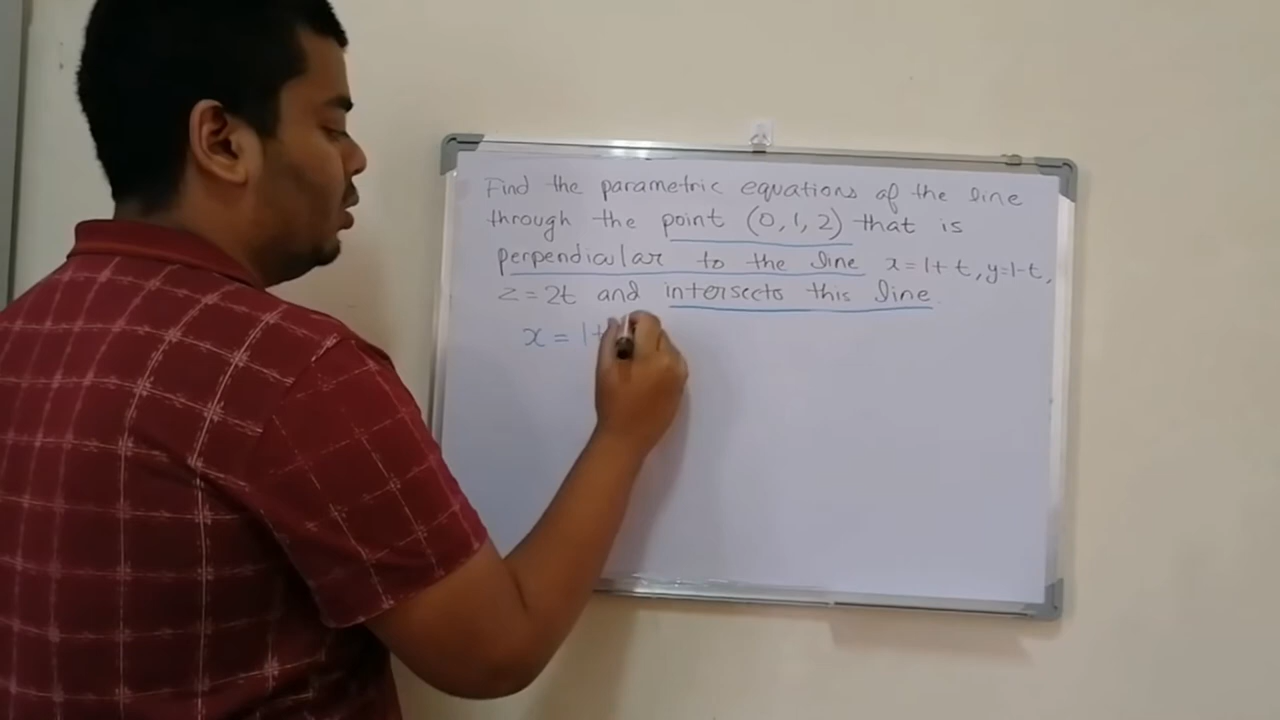 Find the parametric equations of the line
through the point (0, 1, 2) that is
perpendicular to the line x = 1 + t, y = 1 - t,
z = 2t and intersects this line.
x = 1 +